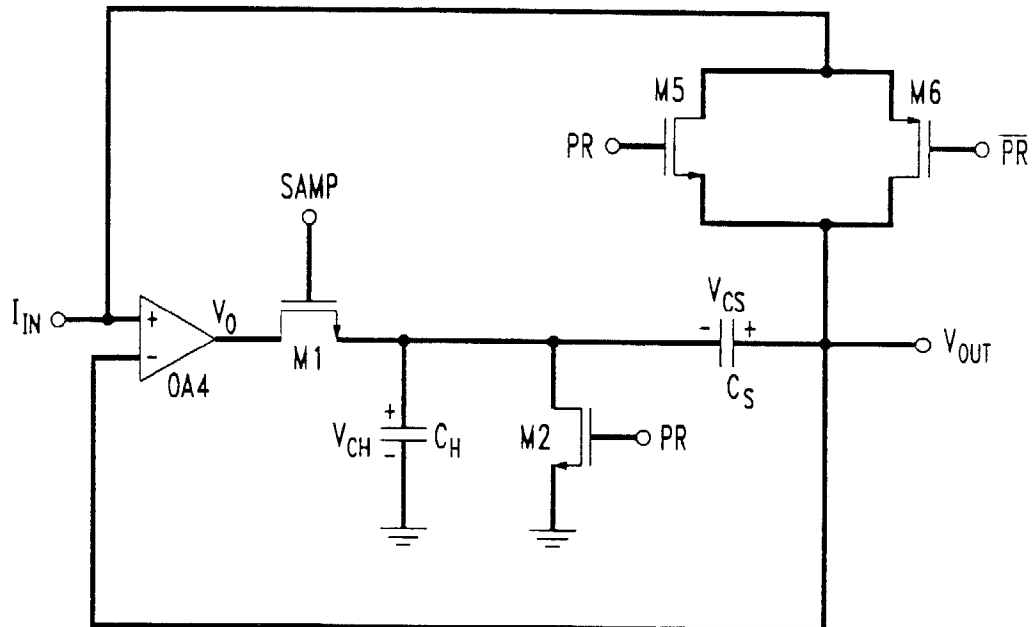 M5
M6
PR
PR
SAMP
I_IN
+
-
V_O
M1
OA4
V_CS
- +
C_S
V_OUT
V_CH
+
-
C_H
M2
PR